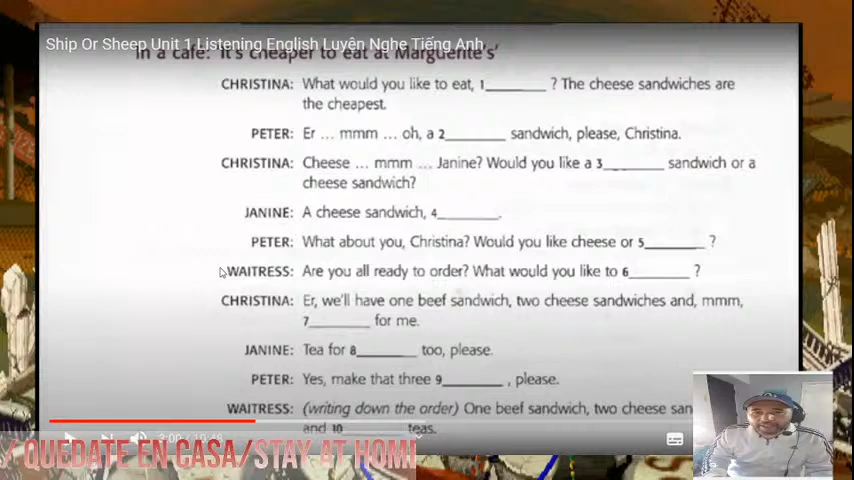 Ship Or Sheep Unit 1 Listening English Luyện Nghe Tiếng Anh
In a cafe: 'It's cheaper to eat at Marguerite's'
CHRISTINA: What would you like to eat, 1________ ? The cheese sandwiches are
the cheapest.
PETER: Er ... mmm ... oh, a 2________ sandwich, please, Christina.
CHRISTINA: Cheese ... mmm ... Janine? Would you like a 3________ sandwich or a
cheese sandwich?
JANINE: A cheese sandwich, 4________.
PETER: What about you, Christina? Would you like cheese or 5________ ?
WAITRESS: Are you all ready to order? What would you like to 6________ ?
CHRISTINA: Er, we'll have one beef sandwich, two cheese sandwiches and, mmm,
7________ for me.
JANINE: Tea for 8________ too, please.
PETER: Yes, make that three 9________ , please.
WAITRESS: (writing down the order) One beef sandwich, two cheese san
and 10________ teas.
/ QUEDATE EN CASA/STAY AT HOME